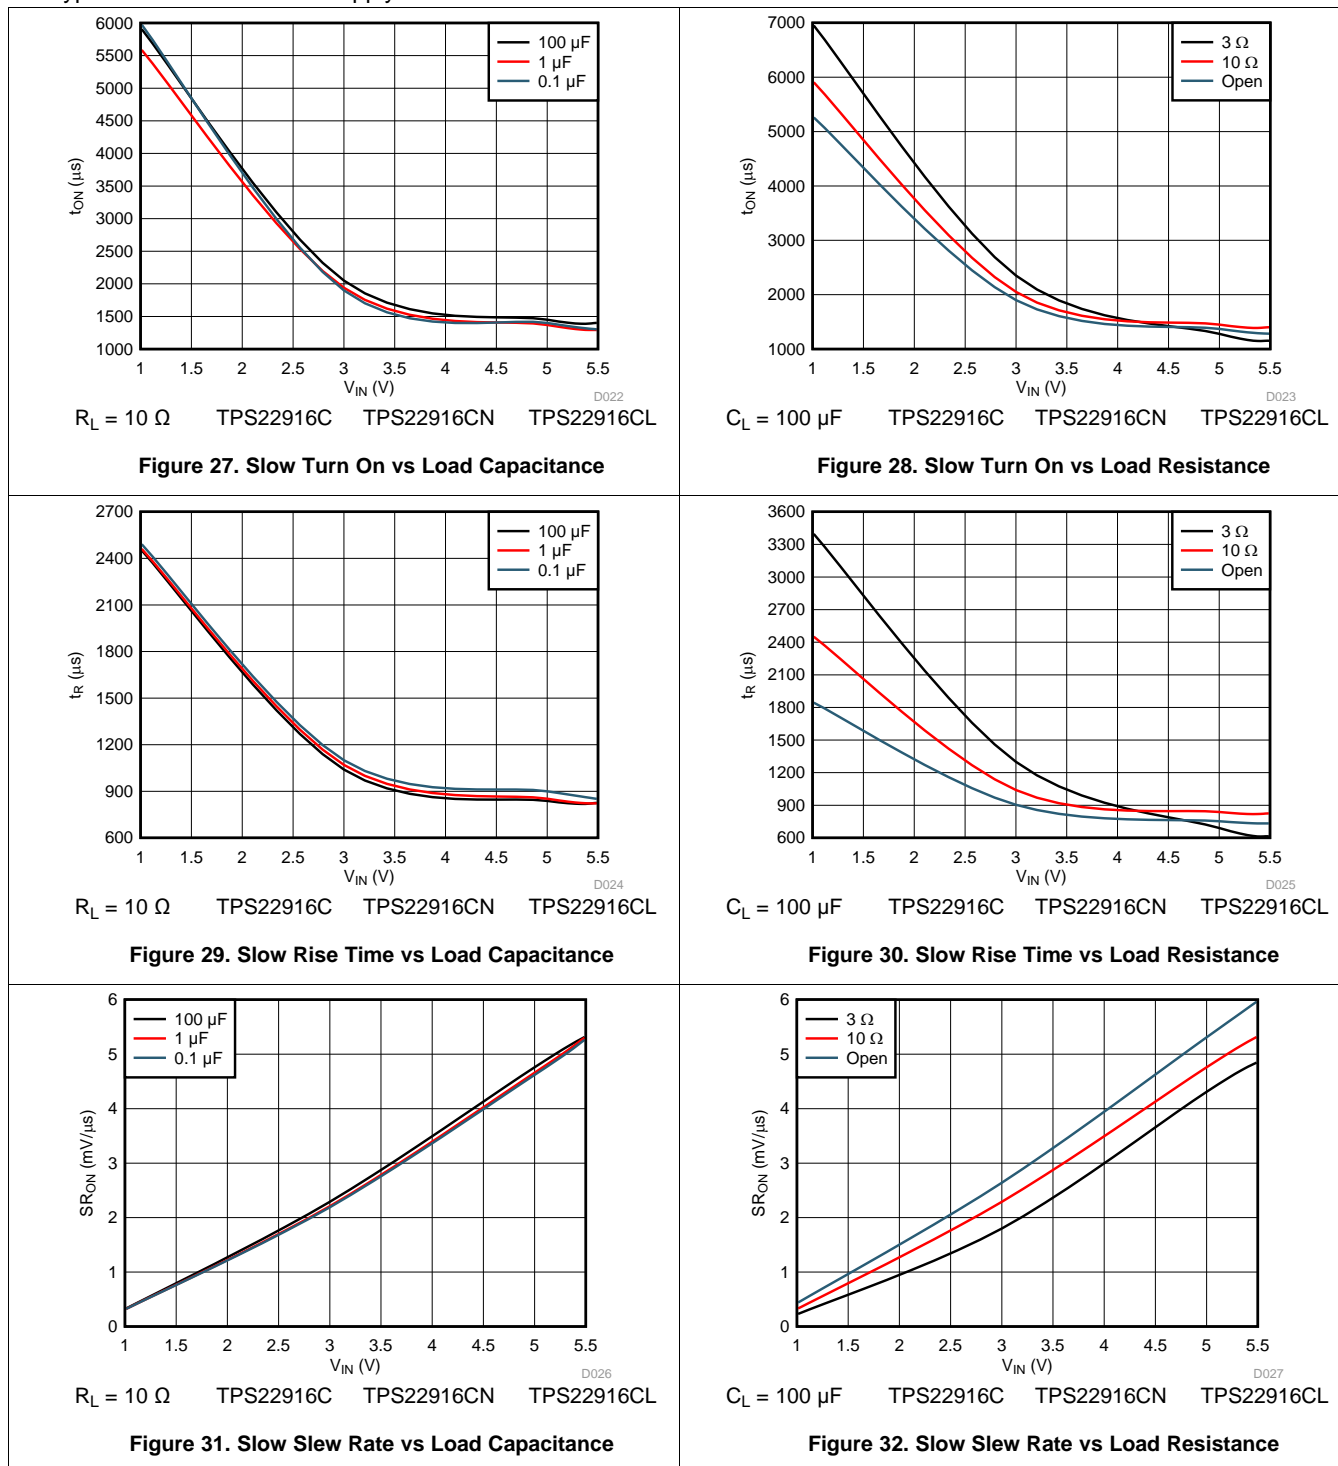 6000
5500
5000
4500
4000
3500
3000
2500
2000
1500
1000
tON (µs)
100 µF
1 µF
0.1 µF
1 1.5 2 2.5 3 3.5 4 4.5 5 5.5
VIN (V)
D022
RL = 10 Ω TPS22916C TPS22916CN TPS22916CL
Figure 27. Slow Turn On vs Load Capacitance
7000
6000
5000
4000
3000
2000
1000
tON (µs)
3 Ω
10 Ω
Open
1 1.5 2 2.5 3 3.5 4 4.5 5 5.5
VIN (V)
D023
CL = 100 µF TPS22916C TPS22916CN TPS22916CL
Figure 28. Slow Turn On vs Load Resistance
2700
2400
2100
1800
1500
1200
900
600
tR (µs)
100 µF
1 µF
0.1 µF
1 1.5 2 2.5 3 3.5 4 4.5 5 5.5
VIN (V)
D024
RL = 10 Ω TPS22916C TPS22916CN TPS22916CL
Figure 29. Slow Rise Time vs Load Capacitance
3600
3300
3000
2700
2400
2100
1800
1500
1200
900
600
tR (µs)
3 Ω
10 Ω
Open
1 1.5 2 2.5 3 3.5 4 4.5 5 5.5
VIN (V)
D025
CL = 100 µF TPS22916C TPS22916CN TPS22916CL
Figure 30. Slow Rise Time vs Load Resistance
6
5
4
3
2
1
0
SRON (mV/µs)
100 µF
1 µF
0.1 µF
1 1.5 2 2.5 3 3.5 4 4.5 5 5.5
VIN (V)
D026
RL = 10 Ω TPS22916C TPS22916CN TPS22916CL
Figure 31. Slow Slew Rate vs Load Capacitance
6
5
4
3
2
1
0
SRON (mV/µs)
3 Ω
10 Ω
Open
1 1.5 2 2.5 3 3.5 4 4.5 5 5.5
VIN (V)
D027
CL = 100 µF TPS22916C TPS22916CN TPS22916CL
Figure 32. Slow Slew Rate vs Load Resistance